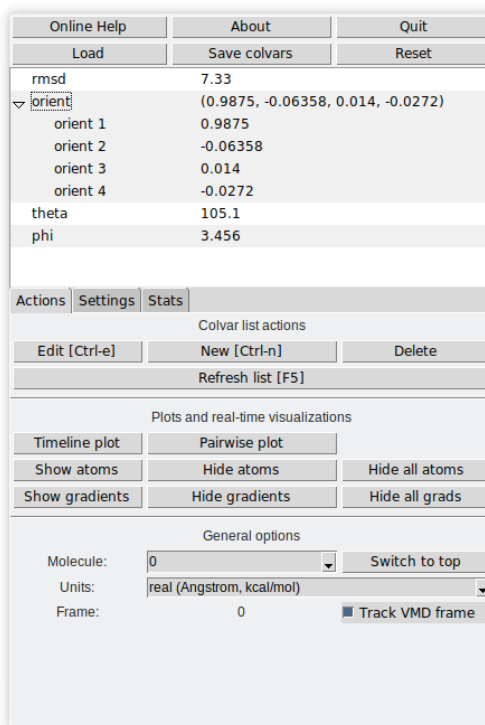 Online Help About Quit
Load Save colvars Reset
rmsd 7.33
orient (0.9875, -0.06358, 0.014, -0.0272)
orient 1 0.9875
orient 2 -0.06358
orient 3 0.014
orient 4 -0.0272
theta 105.1
phi 3.456
Actions Settings Stats
Colvar list actions
Edit [Ctrl-e] New [Ctrl-n] Delete
Refresh list [F5]
Plots and real-time visualizations
Timeline plot Pairwise plot
Show atoms Hide atoms Hide all atoms
Show gradients Hide gradients Hide all grads
General options
Molecule: 0 Switch to top
Units: real (Angstrom, kcal/mol)
Frame: 0 Track VMD frame